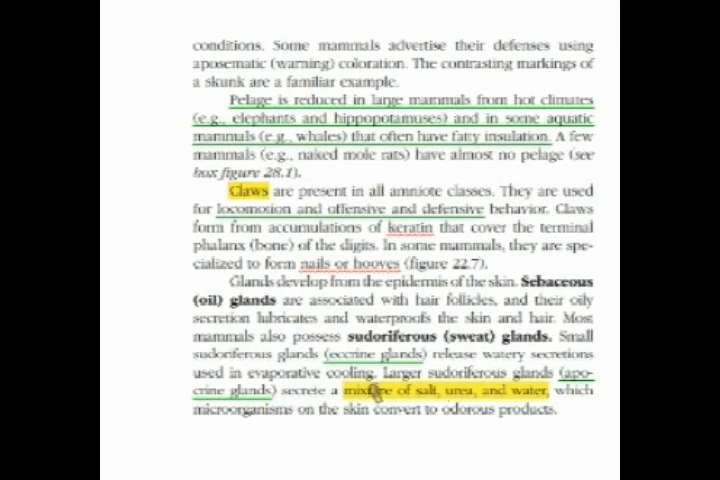 conditions. Some mammals advertise their defenses using
aposematic (warning) coloration. The contrasting markings of
a skunk are a familiar example.
Pelage is reduced in large mammals from hot climates
(e.g., elephants and hippopotamuses) and in some aquatic
mammals (e.g., whales) that often have fatty insulation. A few
mammals (e.g., naked mole rats) have almost no pelage (see
box figure 28.1).
Claws are present in all amniote classes. They are used
for locomotion and offensive and defensive behavior. Claws
form from accumulations of keratin that cover the terminal
phalanx (bone) of the digits. In some mammals, they are spe-
cialized to form nails or hooves (figure 22.7).
Glands develop from the epidermis of the skin. Sebaceous
(oil) glands are associated with hair follicles, and their oily
secretion lubricates and waterproofs the skin and hair. Most
mammals also possess sudoriferous (sweat) glands. Small
sudoriferous glands (eccrine glands) release watery secretions
used in evaporative cooling. Larger sudoriferous glands (apo-
crine glands) secrete a mixture of salt, urea, and water, which
microorganisms on the skin convert to odorous products.